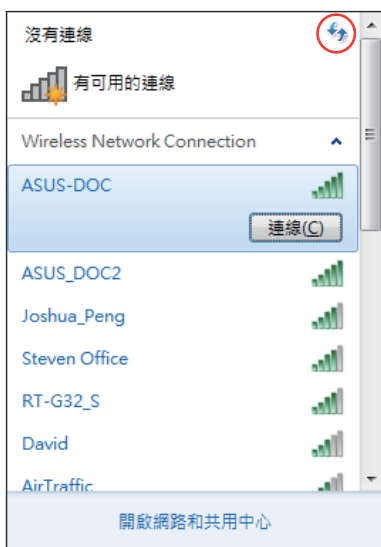 沒有連線
有可用的連線
Wireless Network Connection
ASUS-DOC
連線(C)
ASUS_DOC2
Joshua_Peng
Steven Office
RT-G32_S
David
AirTraffic
開啟網路和共用中心